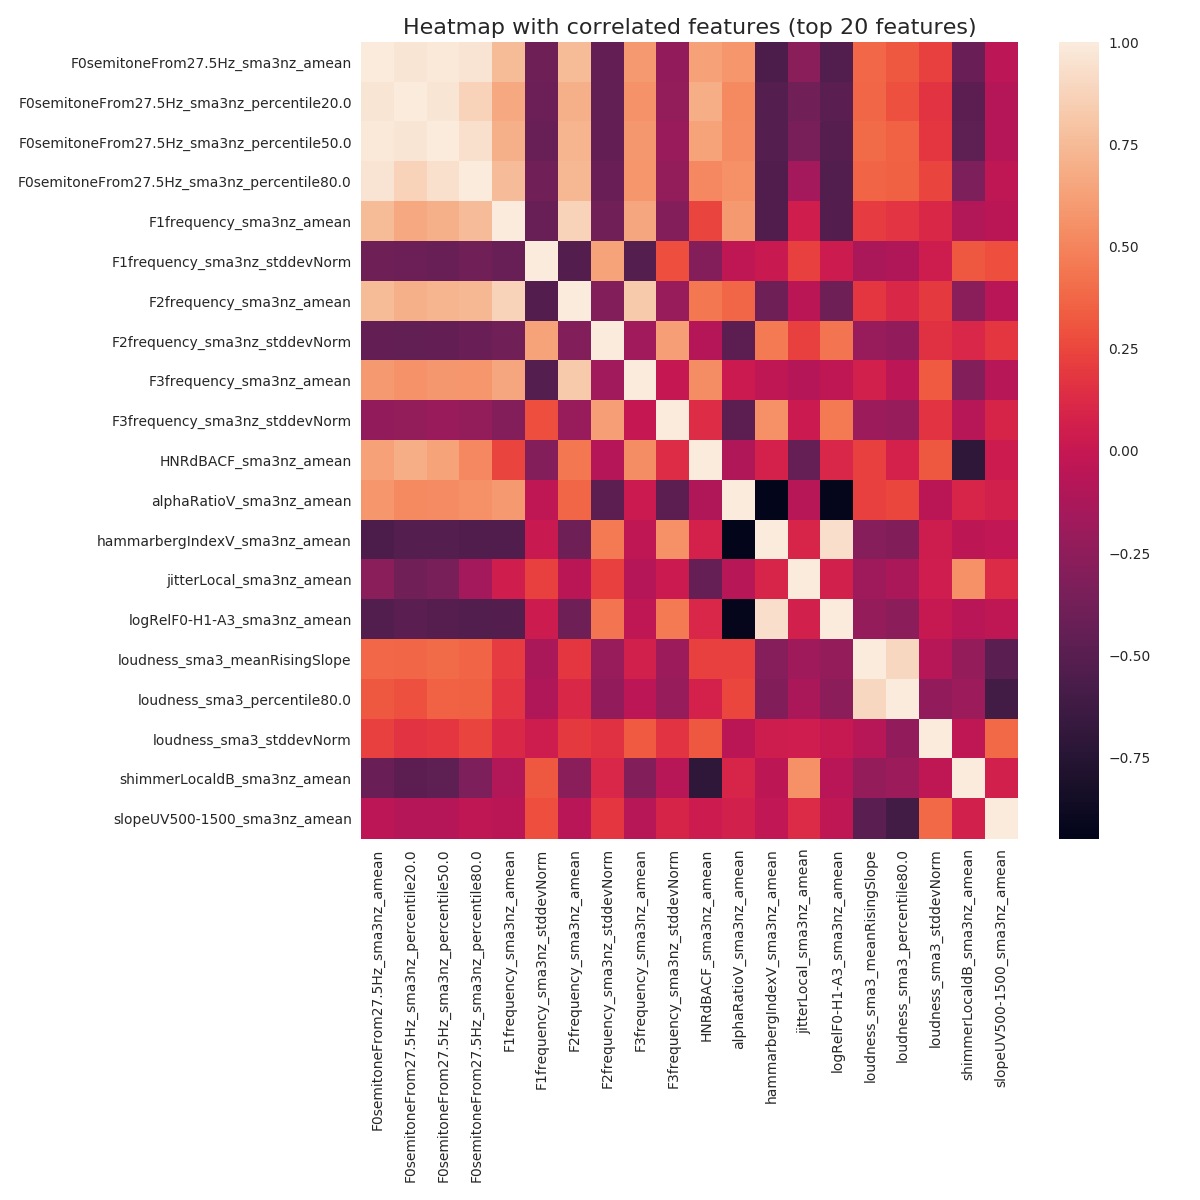 Heatmap with correlated features (top 20 features)
F0semitoneFrom27.5Hz_sma3nz_amean
F0semitoneFrom27.5Hz_sma3nz_percentile20.0
F0semitoneFrom27.5Hz_sma3nz_percentile50.0
F0semitoneFrom27.5Hz_sma3nz_percentile80.0
F1frequency_sma3nz_amean
F1frequency_sma3nz_stddevNorm
F2frequency_sma3nz_amean
F2frequency_sma3nz_stddevNorm
F3frequency_sma3nz_amean
F3frequency_sma3nz_stddevNorm
HNRdBACF_sma3nz_amean
alphaRatioV_sma3nz_amean
hammarbergIndexV_sma3nz_amean
jitterLocal_sma3nz_amean
logRelF0-H1-A3_sma3nz_amean
loudness_sma3_meanRisingSlope
loudness_sma3_percentile80.0
loudness_sma3_stddevNorm
shimmerLocaldB_sma3nz_amean
slopeUV500-1500_sma3nz_amean
F0semitoneFrom27.5Hz_sma3nz_amean
F0semitoneFrom27.5Hz_sma3nz_percentile20.0
F0semitoneFrom27.5Hz_sma3nz_percentile50.0
F0semitoneFrom27.5Hz_sma3nz_percentile80.0
F1frequency_sma3nz_amean
F1frequency_sma3nz_stddevNorm
F2frequency_sma3nz_amean
F2frequency_sma3nz_stddevNorm
F3frequency_sma3nz_amean
F3frequency_sma3nz_stddevNorm
HNRdBACF_sma3nz_amean
alphaRatioV_sma3nz_amean
hammarbergIndexV_sma3nz_amean
jitterLocal_sma3nz_amean
logRelF0-H1-A3_sma3nz_amean
loudness_sma3_meanRisingSlope
loudness_sma3_percentile80.0
loudness_sma3_stddevNorm
shimmerLocaldB_sma3nz_amean
slopeUV500-1500_sma3nz_amean
1.00
0.75
0.50
0.25
0.00
−0.25
−0.50
−0.75